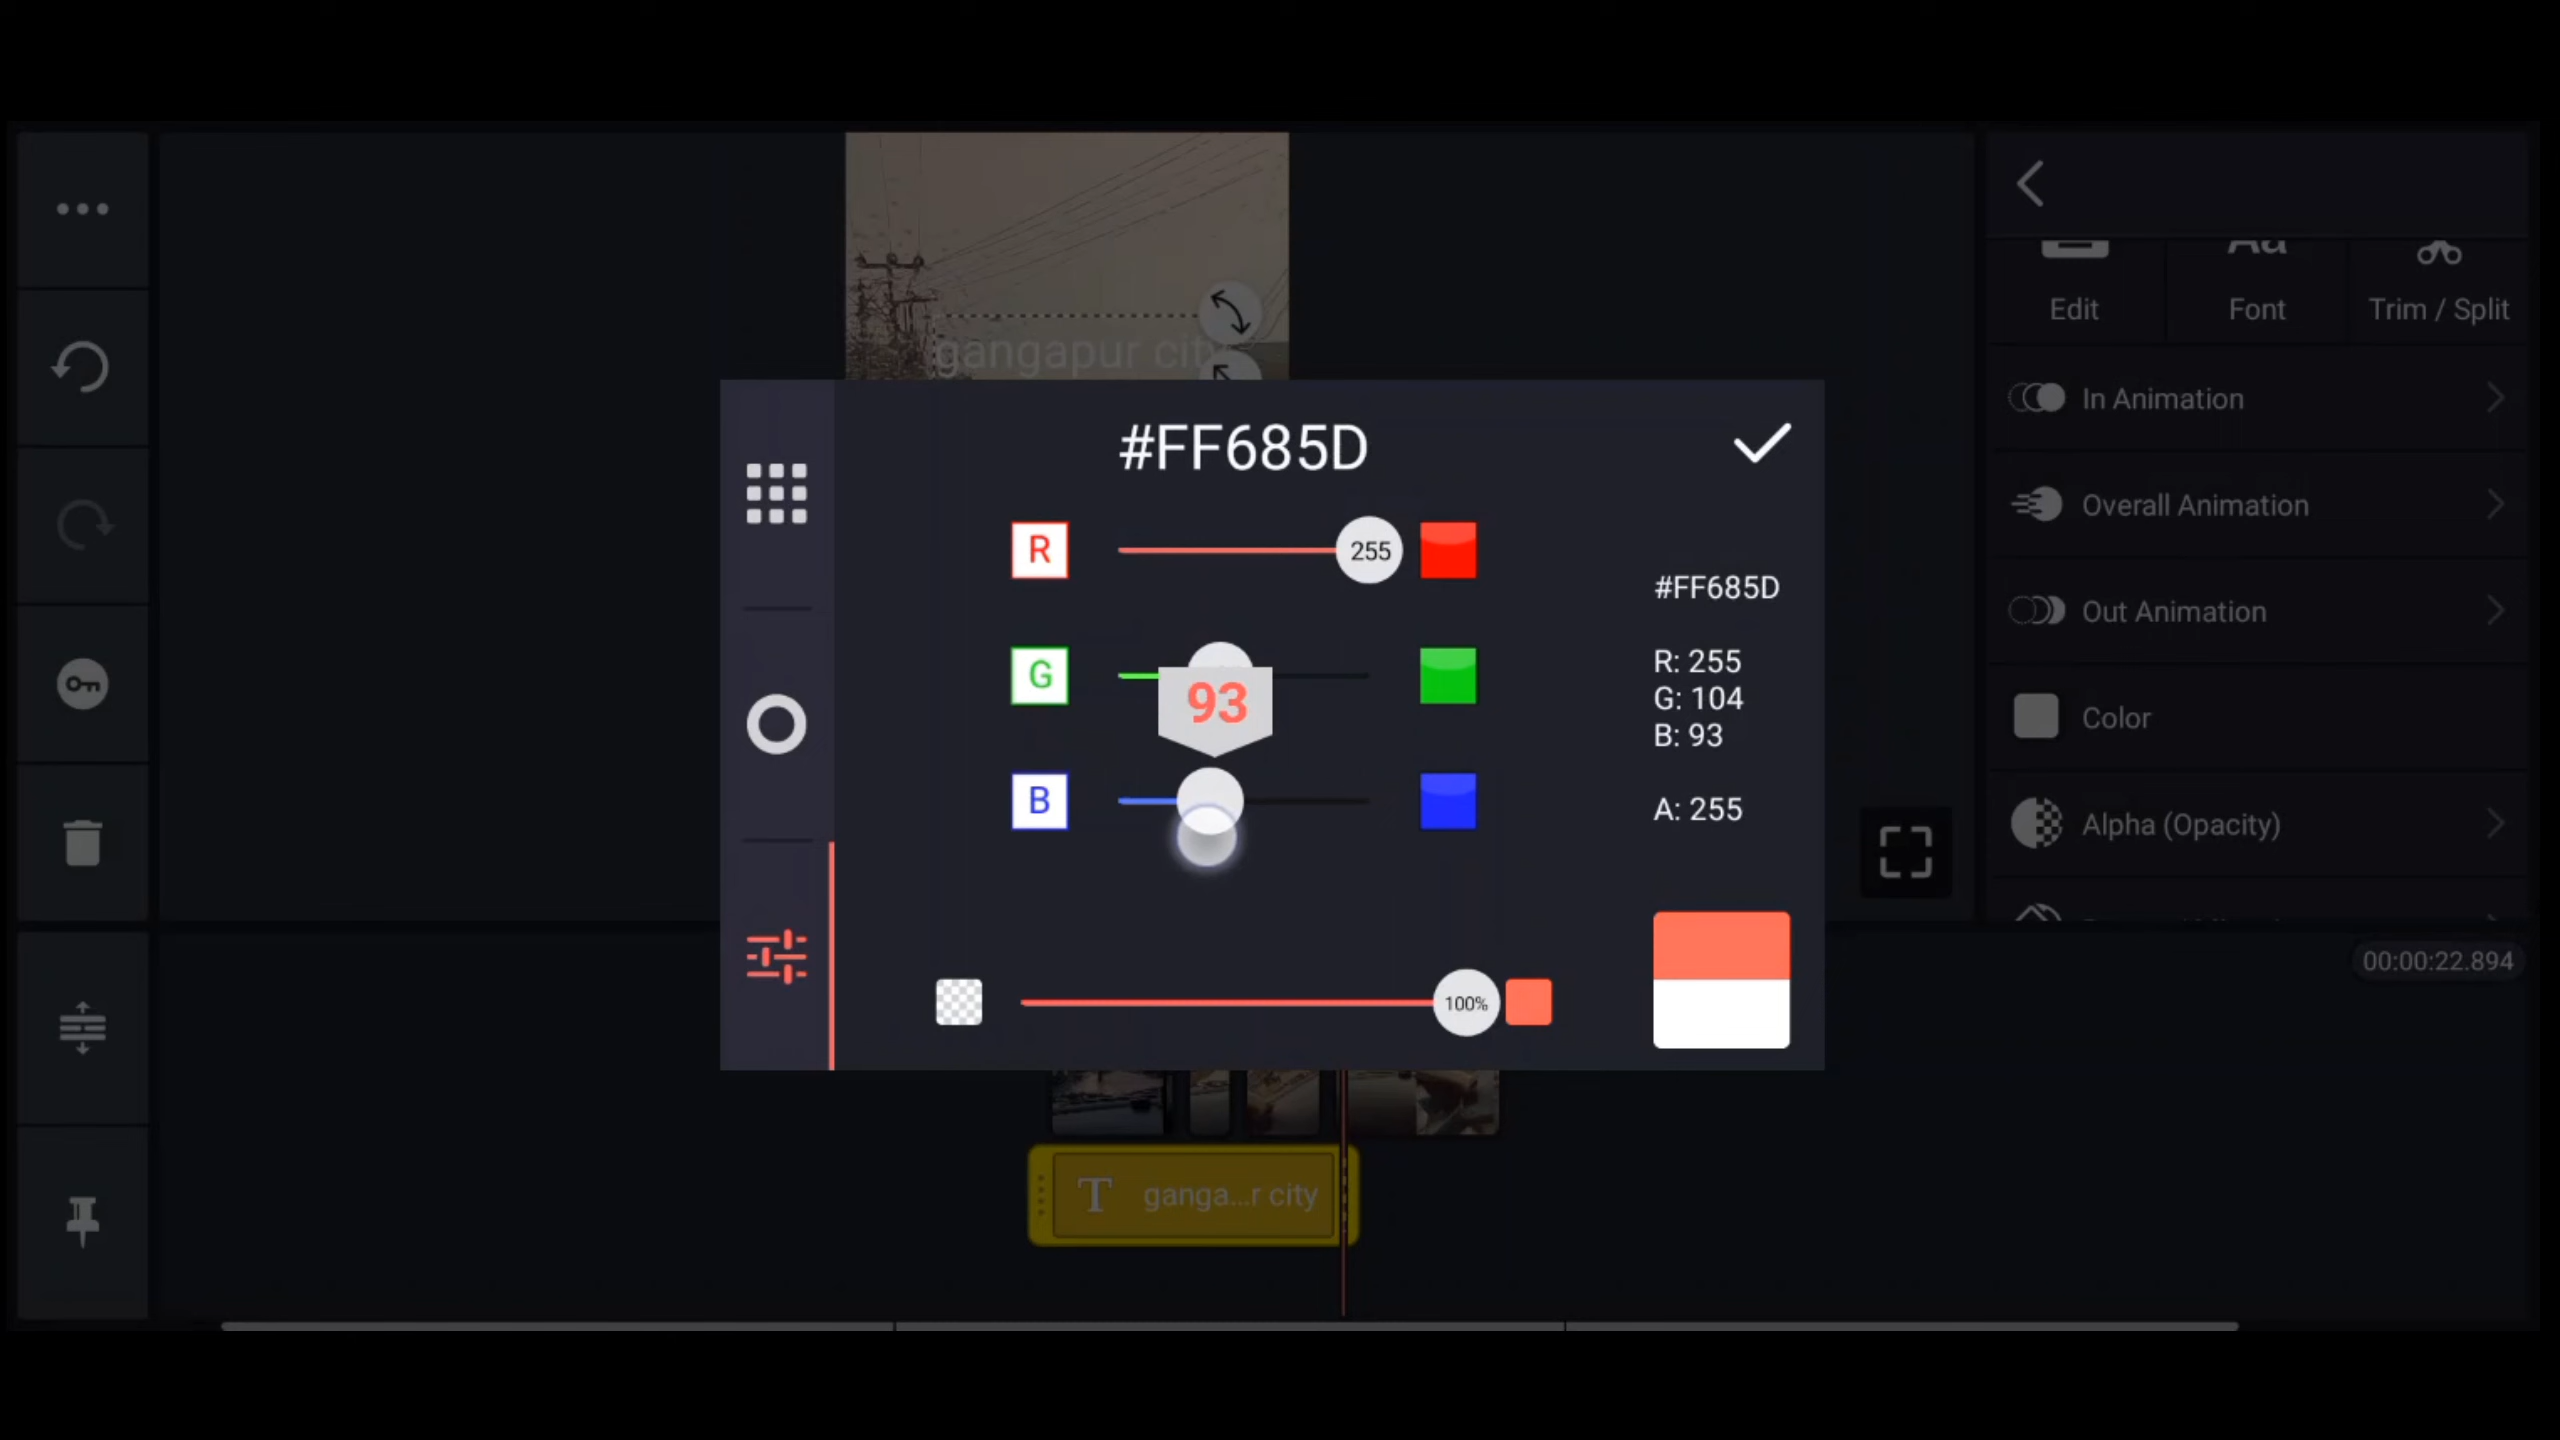 gangapur city
Edit
Font
Trim / Split
In Animation
Overall Animation
Out Animation
Color
Alpha (Opacity)
#FF685D
R
255
G
93
B
#FF685D
R: 255
G: 104
B: 93
A: 255
100%
00:00:22.894
T ganga...r city